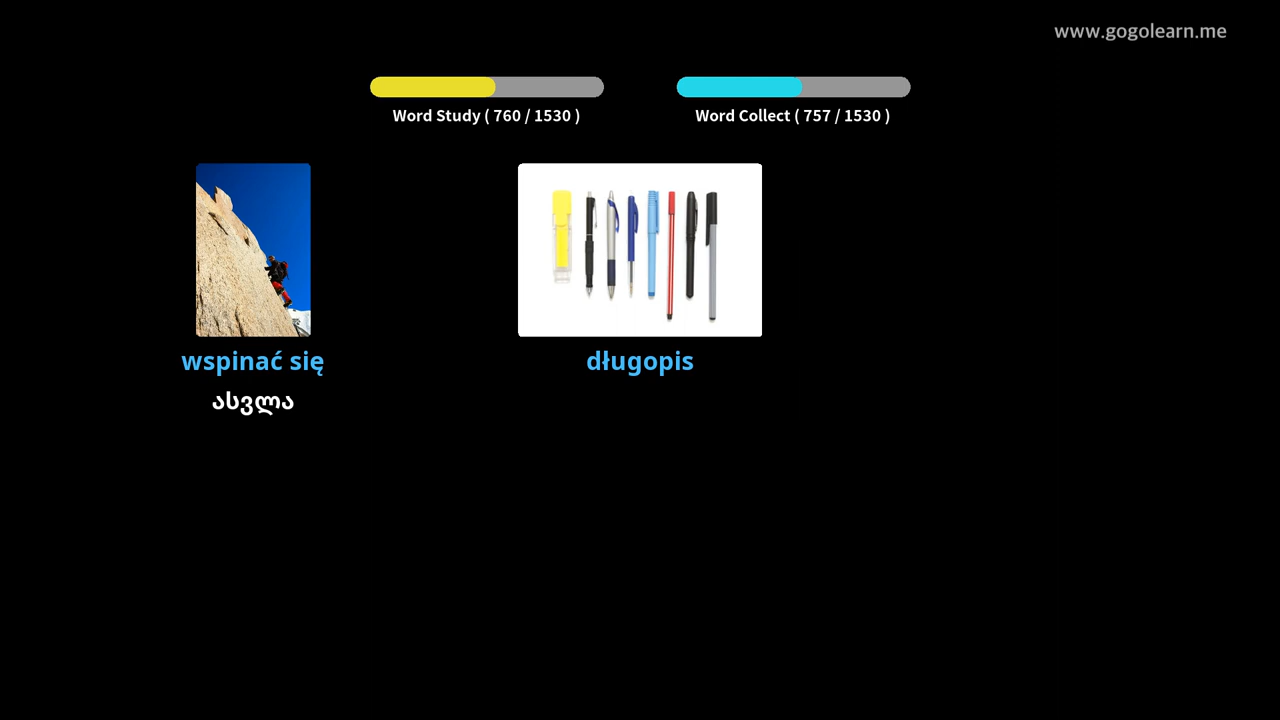 www.gogolearn.me
Word Study ( 760 / 1530 )
Word Collect ( 757 / 1530 )
wspinać się
ასვლა
długopis